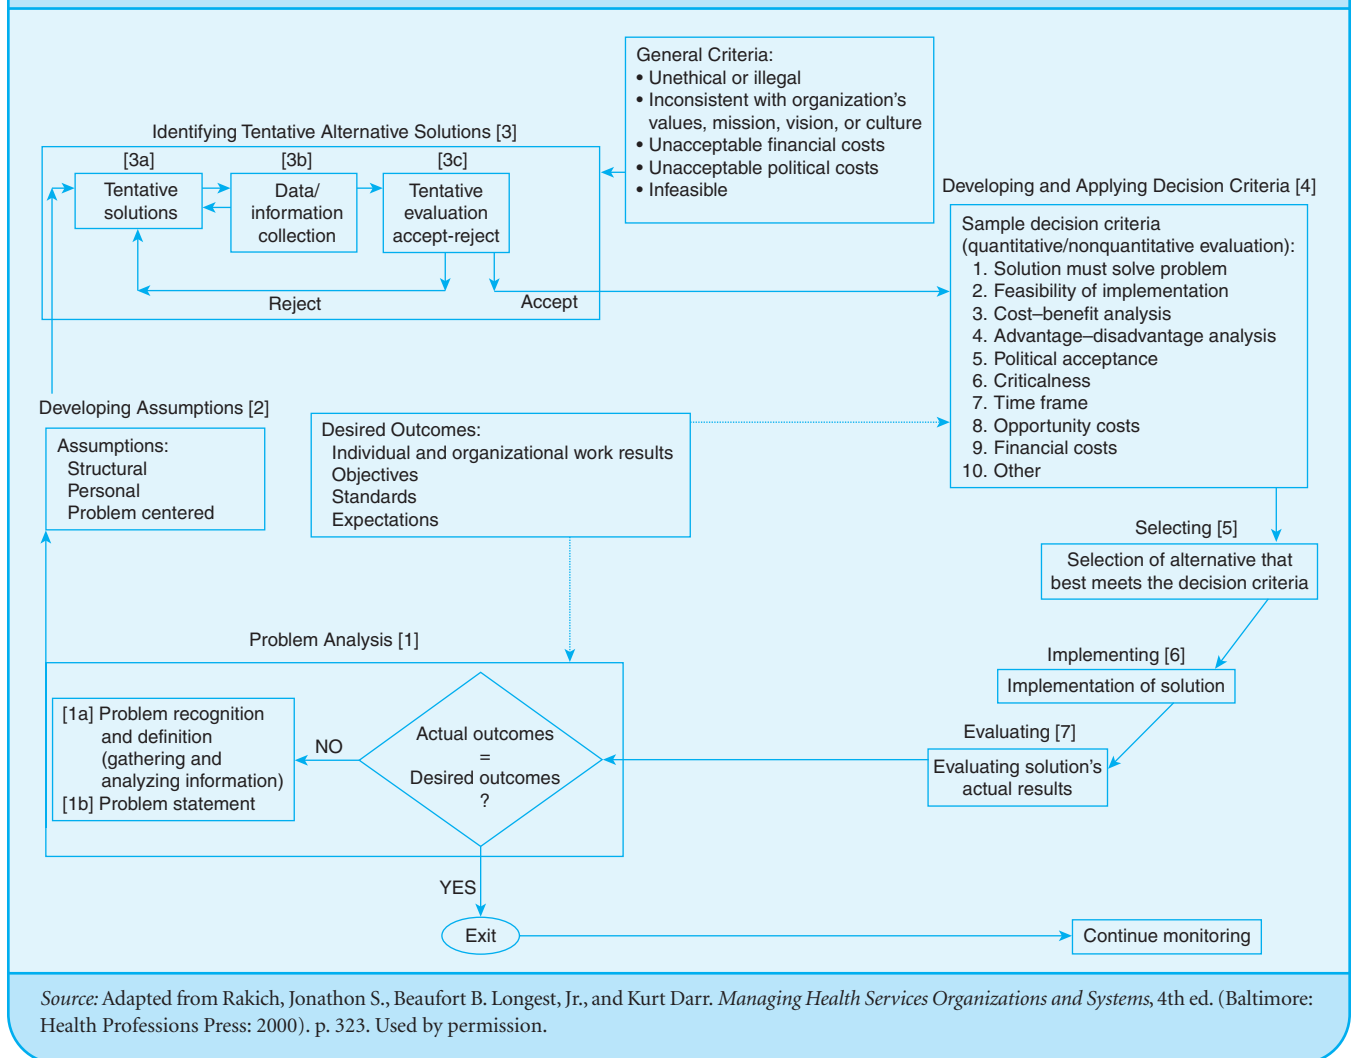 General Criteria:
• Unethical or illegal
• Inconsistent with organization's
values, mission, vision, or culture
• Unacceptable financial costs
• Unacceptable political costs
• Infeasible
Identifying Tentative Alternative Solutions [3]
[3a]
Tentative
solutions
[3b]
Data/
information
collection
[3c]
Tentative
evaluation
accept-reject
Reject
Accept
Developing and Applying Decision Criteria [4]
Sample decision criteria
(quantitative/nonquantitative evaluation):
1. Solution must solve problem
2. Feasibility of implementation
3. Cost–benefit analysis
4. Advantage–disadvantage analysis
5. Political acceptance
6. Criticalness
7. Time frame
8. Opportunity costs
9. Financial costs
10. Other
Developing Assumptions [2]
Assumptions:
Structural
Personal
Problem centered
Desired Outcomes:
Individual and organizational work results
Objectives
Standards
Expectations
Selecting [5]
Selection of alternative that
best meets the decision criteria
Problem Analysis [1]
[1a] Problem recognition
and definition
(gathering and
analyzing information)
[1b] Problem statement
NO
Actual outcomes
=
Desired outcomes
?
Implementing [6]
Implementation of solution
Evaluating [7]
Evaluating solution's
actual results
YES
Exit
Continue monitoring
Source: Adapted from Rakich, Jonathon S., Beaufort B. Longest, Jr., and Kurt Darr. Managing Health Services Organizations and Systems, 4th ed. (Baltimore:
Health Professions Press: 2000). p. 323. Used by permission.